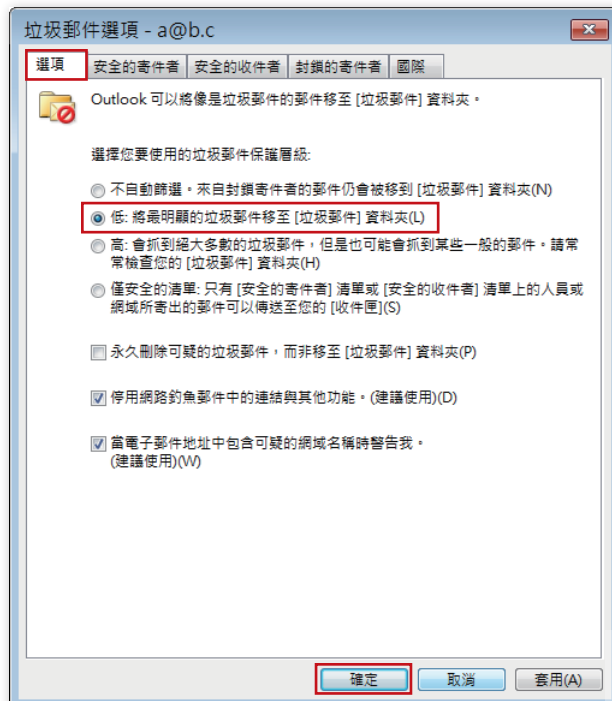 垃圾郵件選項 - a@b.c
選項 安全的寄件者 安全的收件者 封鎖的寄件者 國際
Outlook 可以將像是垃圾郵件的郵件移至 [垃圾郵件] 資料夾。
選擇您要使用的垃圾郵件保護層級:
不自動篩選。來自封鎖寄件者的郵件仍會被移到 [垃圾郵件] 資料夾(N)
低: 將最明顯的垃圾郵件移至 [垃圾郵件] 資料夾(L)
高: 會抓到絕大多數的垃圾郵件，但是也可能會抓到某些一般的郵件。請常
常檢查您的 [垃圾郵件] 資料夾(H)
僅安全的清單: 只有 [安全的寄件者] 清單或 [安全的收件者] 清單上的人員或
網域所寄出的郵件可以傳送至您的 [收件匣](S)
永久刪除可疑的垃圾郵件，而非移至 [垃圾郵件] 資料夾(P)
停用網路釣魚郵件中的連結與其他功能。(建議使用)(D)
當電子郵件地址中包含可疑的網域名稱時警告我。
(建議使用)(W)
確定 取消 套用(A)